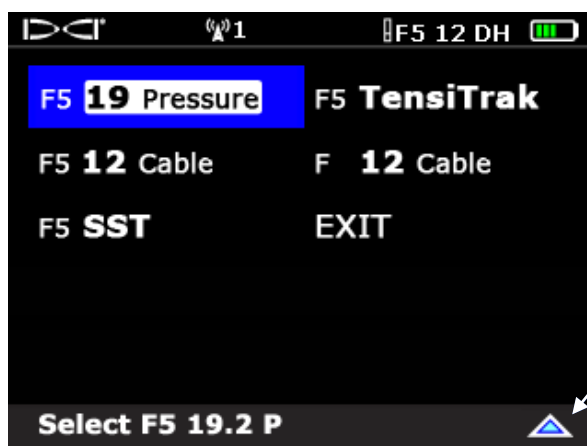 DCI 1 F5 12 DH
F5 19 Pressure F5 TensiTrak
F5 12 Cable F 12 Cable
F5 SST EXIT
Select F5 19.2 P